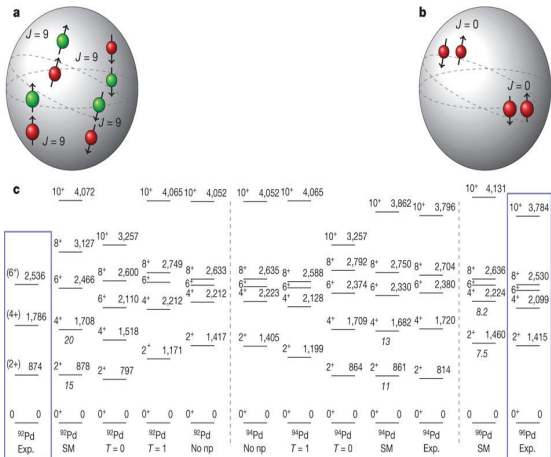 a
J = 9
J = 9
J = 9
J = 9
b
J = 0
J = 0
c
(6⁺) 2,536
(4⁺) 1,786
(2+) 874
0⁺ 0
⁹²Pd
Exp.
10⁺ 4,072
8⁺ 3,127
6⁺ 2,466
4⁺ 1,708
20
2⁺ 878
15
0⁺ 0
⁹²Pd
SM
10⁺ 3,257
8⁺ 2,600
6⁺ 2,110
4⁺ 1,518
2⁺ 797
0⁺ 0
⁹²Pd
T = 0
10⁺ 4,065
8⁺ 2,749
6⁺
4⁺ 2,212
2⁺ 1,171
0⁺ 0
⁹²Pd
T = 1
10⁺ 4,052
8⁺ 2,633
6⁺
4⁺ 2,212
2⁺ 1,417
0⁺ 0
⁹²Pd
No np
10⁺ 4,052
8⁺ 2,635
6⁺
4⁺ 2,223
2⁺ 1,405
0⁺ 0
⁹⁴Pd
No np
10⁺ 4,065
8⁺ 2,588
6⁺
4⁺ 2,128
2⁺ 1,199
0⁺ 0
⁹⁴Pd
T = 1
10⁺ 3,257
8⁺ 2,792
6⁺ 2,374
4⁺ 1,709
2⁺ 864
0⁺ 0
⁹⁴Pd
T = 0
10⁺ 3,862
8⁺ 2,750
6⁺ 2,330
4⁺ 1,682
13
2⁺ 861
11
0⁺ 0
⁹⁴Pd
SM
10⁺ 3,796
8⁺ 2,704
6⁺ 2,380
4⁺ 1,720
2⁺ 814
0⁺ 0
⁹⁴Pd
Exp.
10⁺ 4,131
8⁺ 2,636
6⁺
4⁺ 2,224
8.2
2⁺ 1,460
7.5
0⁺ 0
⁹⁶Pd
SM
10⁺ 3,784
8⁺ 2,530
6⁺
4⁺ 2,099
2⁺ 1,415
0⁺ 0
⁹⁶Pd
Exp.